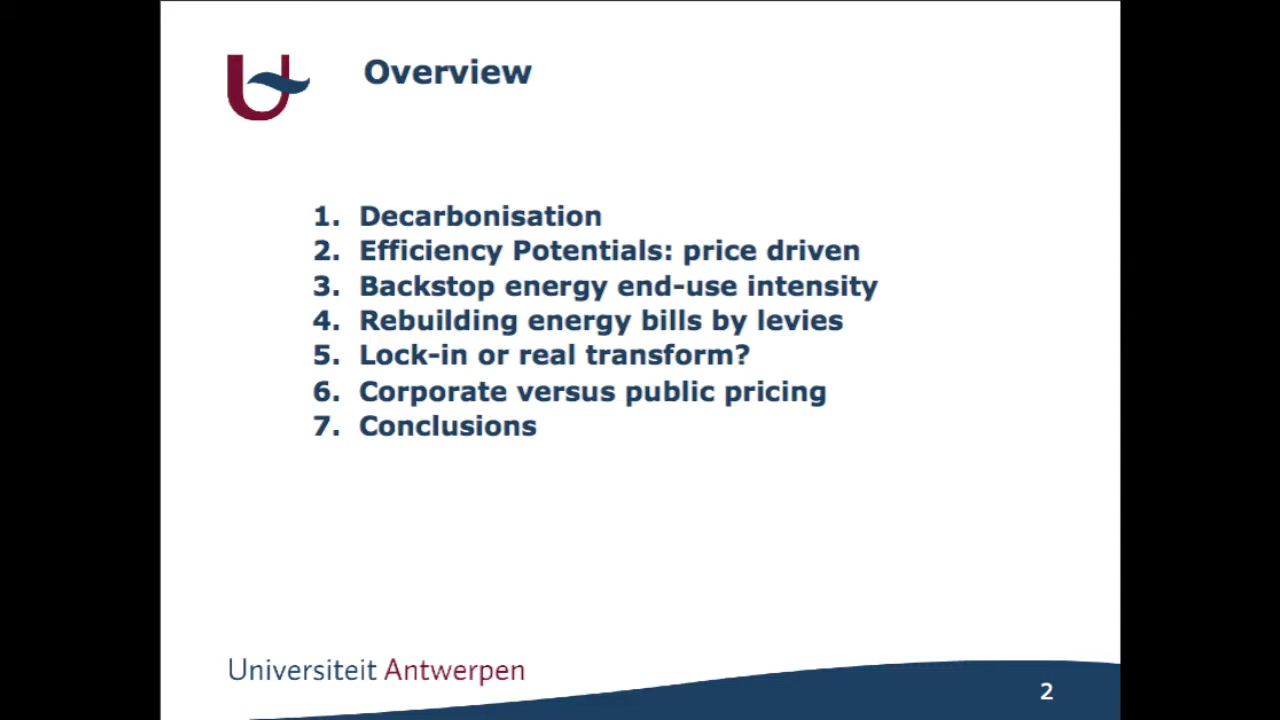 Overview
1. Decarbonisation
2. Efficiency Potentials: price driven
3. Backstop energy end-use intensity
4. Rebuilding energy bills by levies
5. Lock-in or real transform?
6. Corporate versus public pricing
7. Conclusions
Universiteit Antwerpen
2